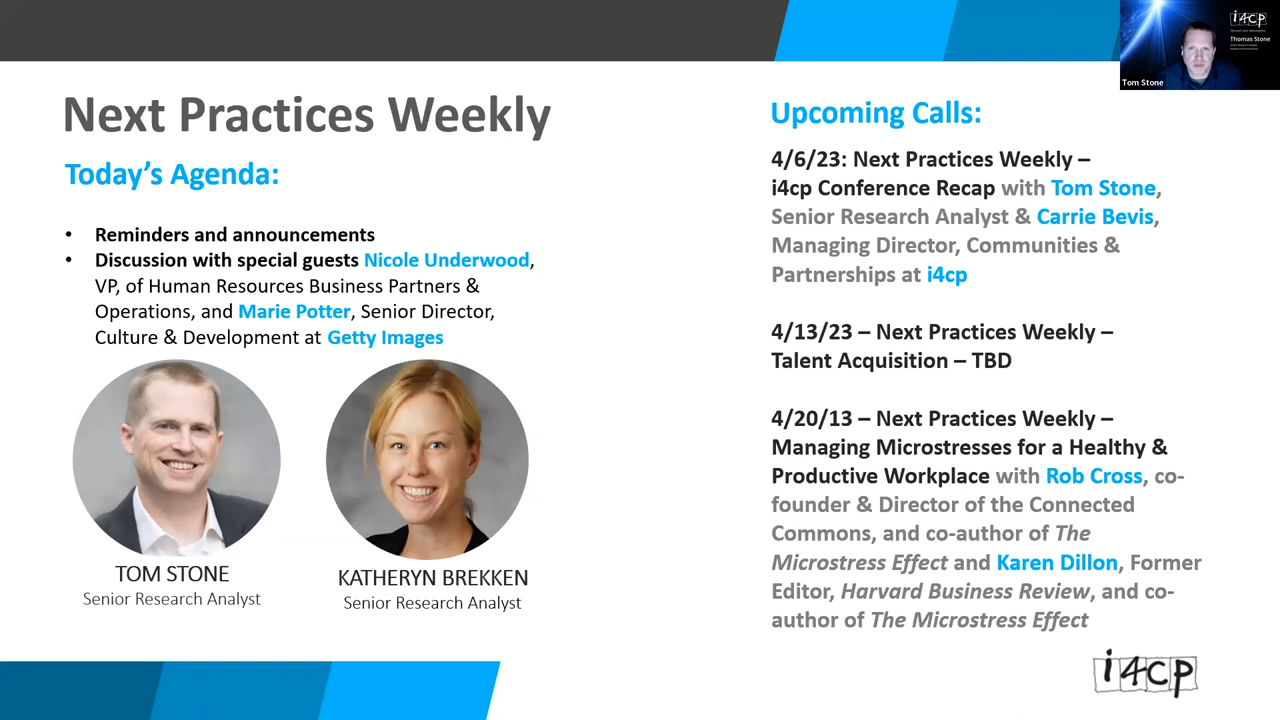 Next Practices Weekly
Today's Agenda:
• Reminders and announcements
• Discussion with special guests Nicole Underwood,
VP, of Human Resources Business Partners &
Operations, and Marie Potter, Senior Director,
Culture & Development at Getty Images
TOM STONE
Senior Research Analyst
KATHERYN BREKKEN
Senior Research Analyst
Upcoming Calls:
4/6/23: Next Practices Weekly –
i4cp Conference Recap with Tom Stone,
Senior Research Analyst & Carrie Bevis,
Managing Director, Communities &
Partnerships at i4cp
4/13/23 – Next Practices Weekly –
Talent Acquisition – TBD
4/20/13 – Next Practices Weekly –
Managing Microstresses for a Healthy &
Productive Workplace with Rob Cross, co-
founder & Director of the Connected
Commons, and co-author of The
Microstress Effect and Karen Dillon, Former
Editor, Harvard Business Review, and co-
author of The Microstress Effect
i4cp
i4cp
Thomas Stone
Tom Stone